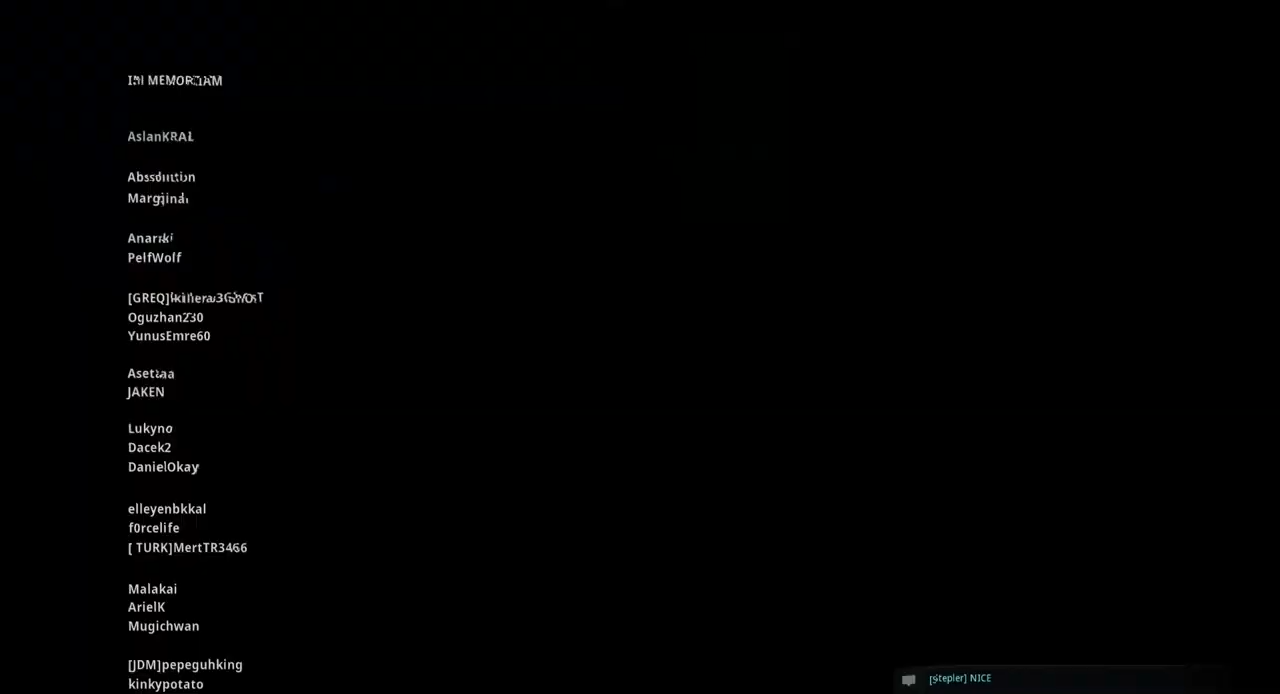 IN MEMORIAM
AslanKRAL
Absolution
Marginal
Anarki
PelfWolf
Oguzhan230
YunusEmre60
JAKEN
Lukyno
Dacek2
DanielOkay
elleyenbkkal
f0rcelife
[ TURK]MertTR3466
Malakai
ArielK
Mugichwan
[JDM]pepeguhking
kinkypotato
[stepler] NICE